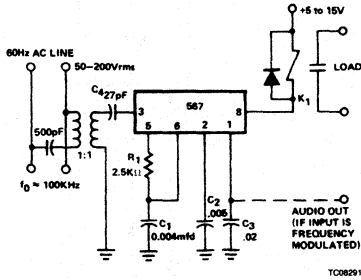 +5 to 15V
60Hz AC LINE
50–200Vrms
LOAD
C4 27pF
567
3
8
K1
500pF
5
6
2
1
1:1
R1
2.5KΩ
f0 ≈ 100KHz
AUDIO OUT
(IF INPUT IS
FREQUENCY
MODULATED)
C1
0.004mfd
C2
.005
C3
.02
TC08291